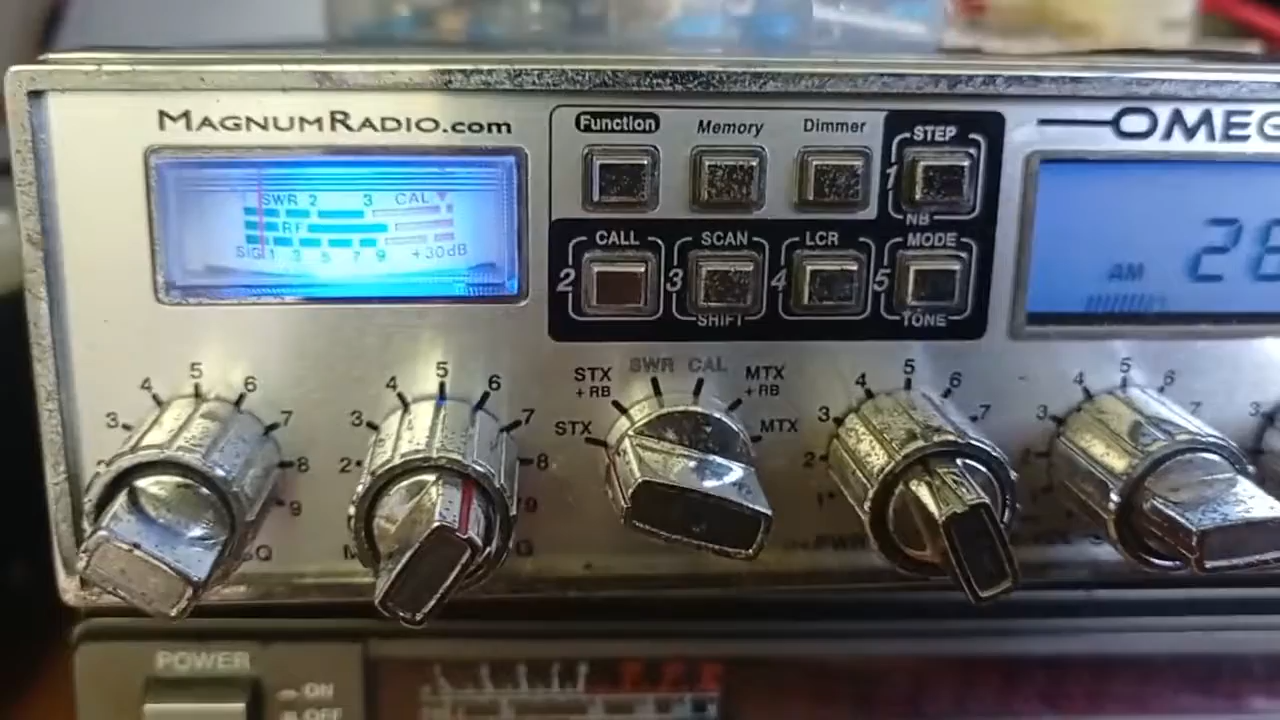 MAGNUMRADIO.COM
OMEG
Function Memory Dimmer STEP
1
NB
SWR 2 3 CAL
RF
SIG 1 3 5 7 9 +30dB
CALL SCAN LCR MODE
2 3 4 5
SHIFT TONE
AM 28
SWR CAL
STX +RB MTX +RB
STX MTX
3 4 5 6 7 8 9
2 3 4 5 6 7 8 9
1 2 3 4 5 6 7
3 4 5 6 7
Q
PWR
POWER
ON
OFF